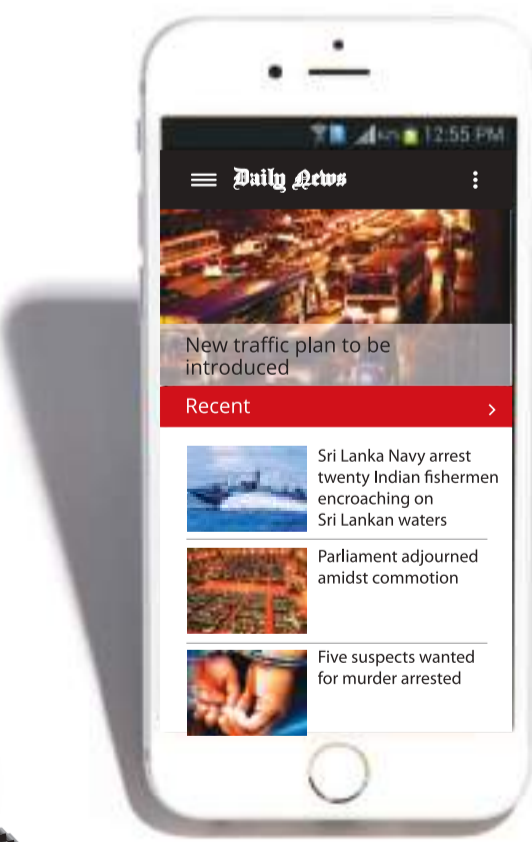 12:55 PM
Daily News
New traffic plan to be
introduced
Recent
Sri Lanka Navy arrest
twenty Indian fishermen
encroaching on
Sri Lankan waters
Parliament adjourned
amidst commotion
Five suspects wanted
for murder arrested